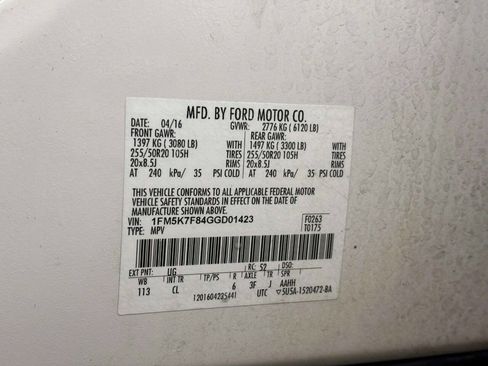 MFD. BY FORD MOTOR CO.
DATE: 04/16 GVWR: 2776 KG ( 6120 LB)
FRONT GAWR: REAR GAWR:
1397 KG ( 3080 LB) WITH 1497 KG ( 3300 LB) WITH
255/50R20 105H TIRES 255/50R20 105H TIRES
20x8.5J RIMS 20x8.5J RIMS
AT 240 kPa/ 35 PSI COLD AT 240 kPa/ 35 PSI COLD
THIS VEHICLE CONFORMS TO ALL APPLICABLE FEDERAL MOTOR
VEHICLE SAFETY STANDARDS IN EFFECT ON THE DATE OF
MANUFACTURE SHOWN ABOVE.
VIN: 1FM5K7F84GGD01423 F0263
TYPE: MPV T0175
EXT PNT: UG RC: 52 DSO:
WB INT TR TP/PS R AXLE TR SPR
113 CL 6 3F J AAHH
1201604235441 UTC ▽5U5A-1520472-BA